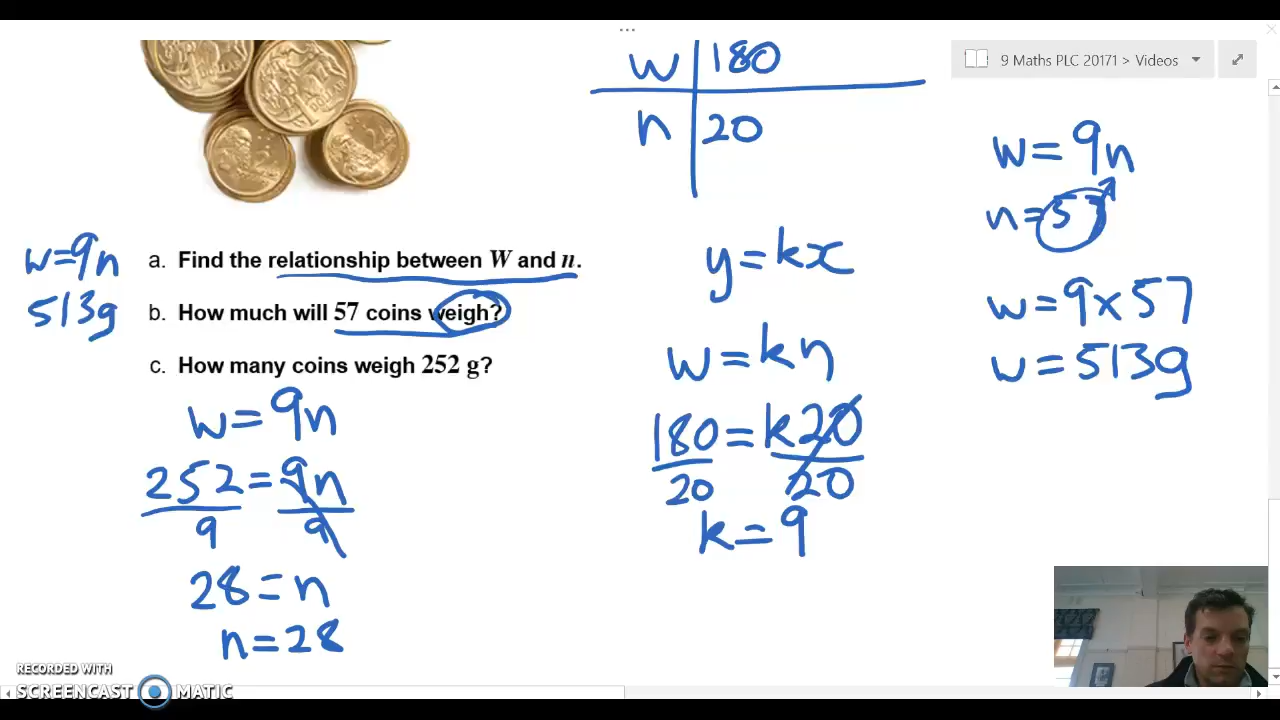 ...
9 Maths PLC 20171 > Videos
w 180
n 20
w=9n
n=57
y=kx
w=9n
a. Find the relationship between W and n.
513g
b. How much will 57 coins weigh?
c. How many coins weigh 252 g?
w=9n
252=9n
9 9
28=n
n=28
w=kn
180=k20
20 20
k=9
w=9x57
w=513g
RECORDED WITH
SCREENCAST MATIC